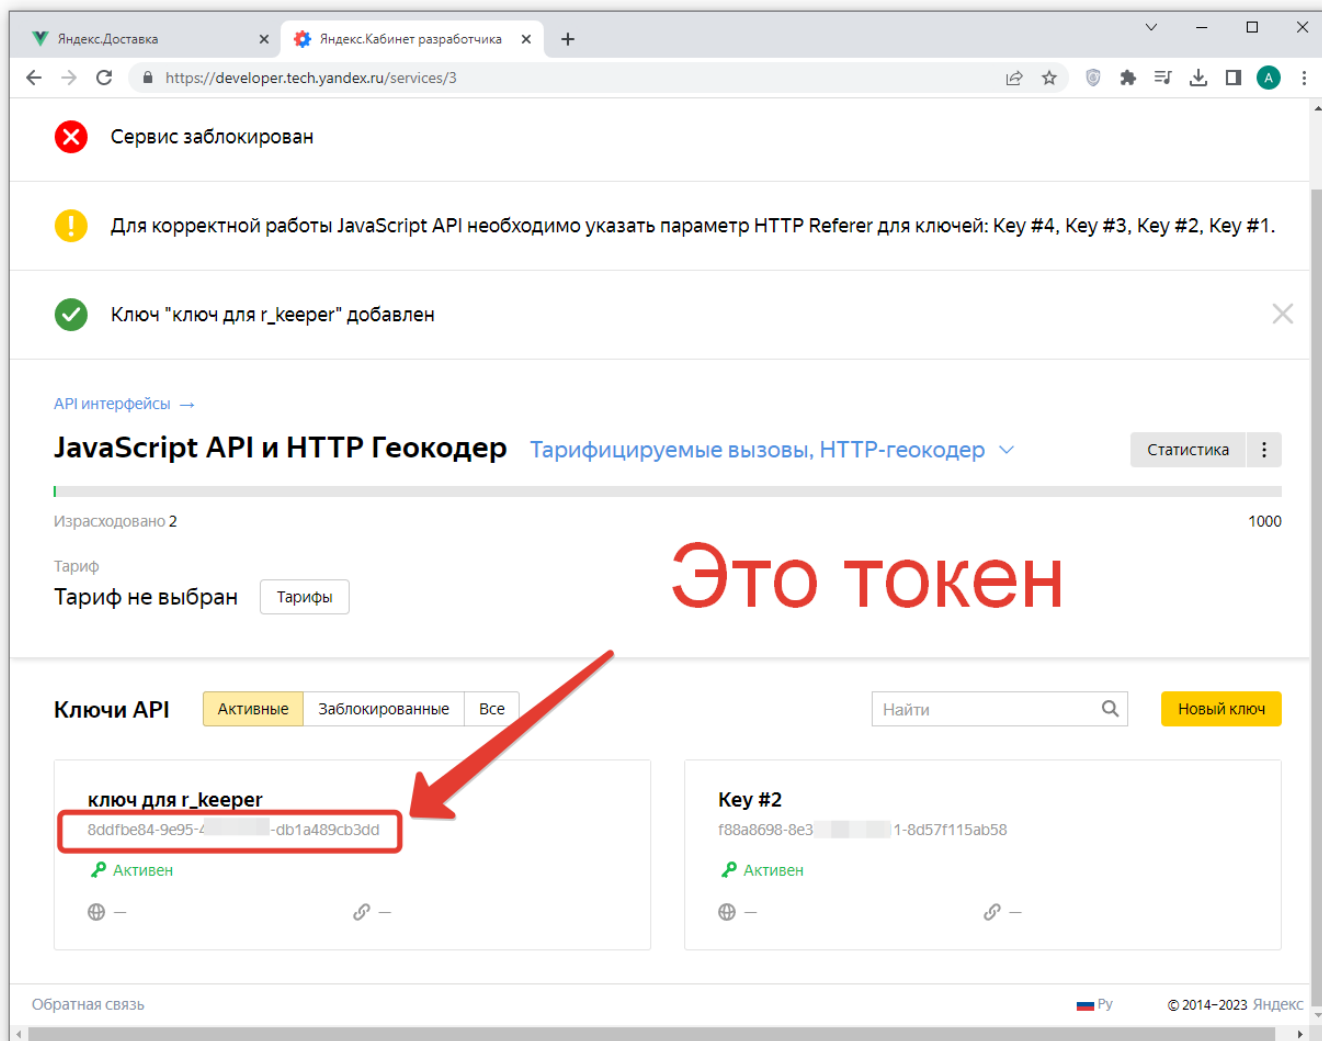 Яндекс.Доставка
Яндекс.Кабинет разработчика
https://developer.tech.yandex.ru/services/3
A
Сервис заблокирован
Для корректной работы JavaScript API необходимо указать параметр HTTP Referer для ключей: Key #4, Key #3, Key #2, Key #1.
Ключ "ключ для r_keeper" добавлен
API интерфейсы →
JavaScript API и HTTP Геокодер Тарифицируемые вызовы, HTTP-геокодер
Статистика
Израсходовано 2
1000
Тариф
Тариф не выбран
Тарифы
Это токен
Ключи API
Активные
Заблокированные
Все
Найти
Новый ключ
ключ для r_keeper
8ddfbe84-9e95-4 -db1a489cb3dd
Активен
—
—
Key #2
f88a8698-8e3 1-8d57f115ab58
Активен
—
—
Обратная связь
Ру
© 2014–2023 Яндекс